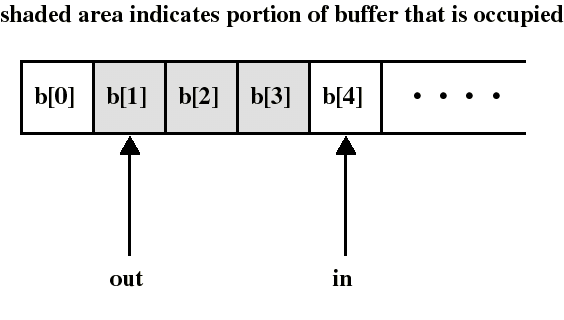 shaded area indicates portion of buffer that is occupied
b[0] b[1] b[2] b[3] b[4] • • • •
out in